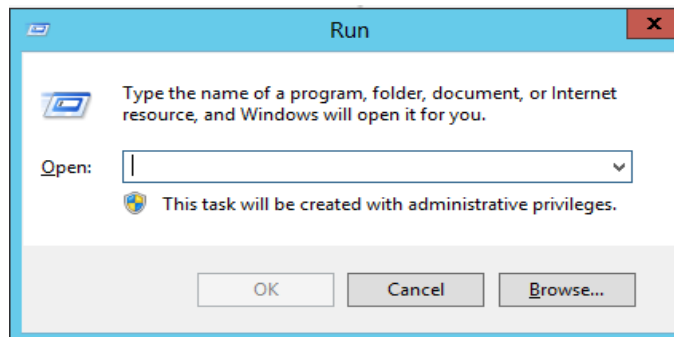 Run
x
Type the name of a program, folder, document, or Internet
resource, and Windows will open it for you.
Open:
This task will be created with administrative privileges.
OK Cancel Browse...